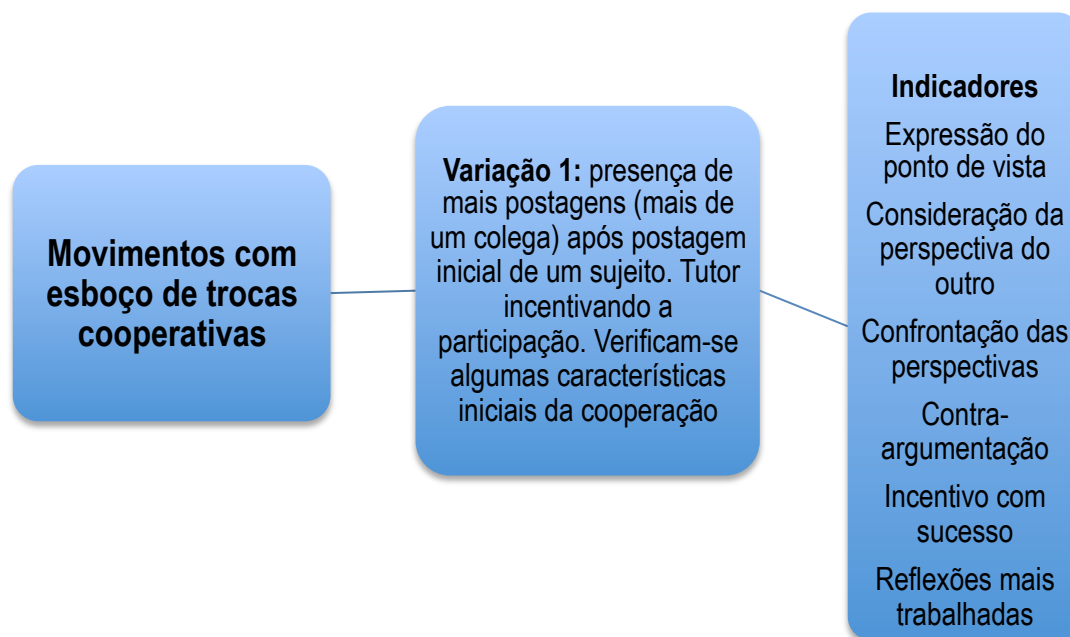 Movimentos com
esboço de trocas
cooperativas
Variação 1: presença de
mais postagens (mais de
um colega) após postagem
inicial de um sujeito. Tutor
incentivando a
participação. Verificam-se
algumas características
iniciais da cooperação
Indicadores
Expressão do
ponto de vista
Consideração da
perspectiva do
outro
Confrontação das
perspectivas
Contra-
argumentação
Incentivo com
sucesso
Reflexões mais
trabalhadas